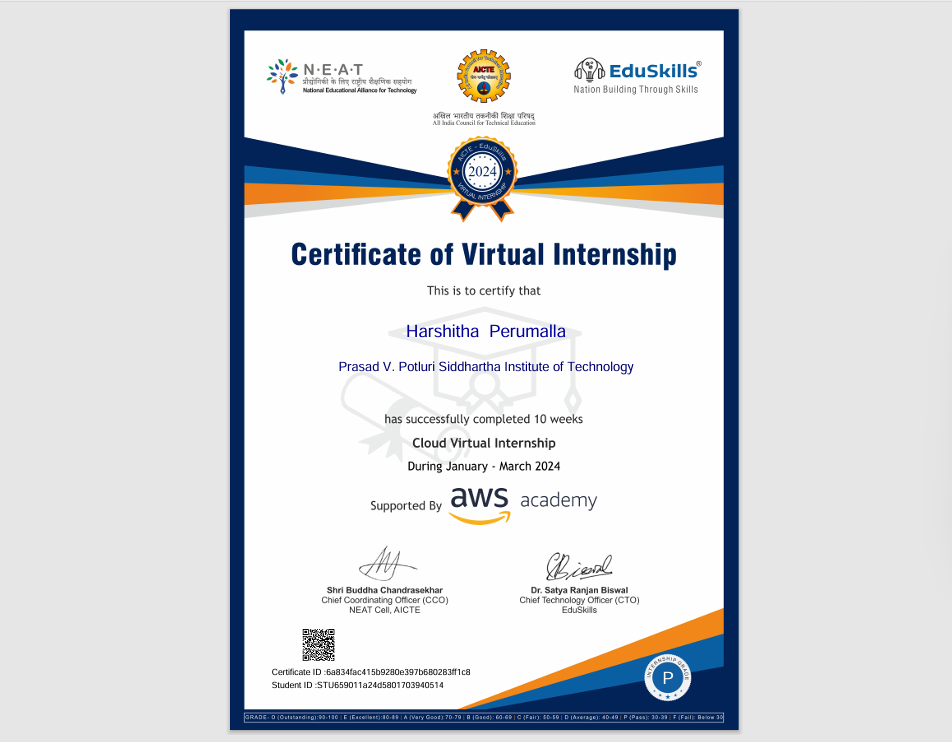 N·E·A·T
प्रौद्योगिकी के लिए राष्ट्रीय शैक्षणिक सहयोग
National Educational Alliance for Technology
AICTE
अखिल भारतीय तकनीकी शिक्षा परिषद्
All India Council for Technical Education
EduSkills®
Nation Building Through Skills
AICTE - EduSkills
2024
VIRTUAL INTERNSHIP
Certificate of Virtual Internship
This is to certify that
Harshitha Perumalla
Prasad V. Potluri Siddhartha Institute of Technology
has successfully completed 10 weeks
Cloud Virtual Internship
During January - March 2024
Supported By aws academy
Shri Buddha Chandrasekhar
Chief Coordinating Officer (CCO)
NEAT Cell, AICTE
Dr. Satya Ranjan Biswal
Chief Technology Officer (CTO)
EduSkills
Certificate ID :6a834fac415b9280e397b680283ff1c8
Student ID :STU659011a24d5801703940514
INTERNSHIP GRADE
P
GRADE- O (Outstanding):90-100 | E (Excellent):80-89 | A (Very Good) 70-79 | B (Good): 60-69 | C (Fair): 50-59 | D (Average): 40-49 | P (Pass): 30-39 | F (Fail): Below 30